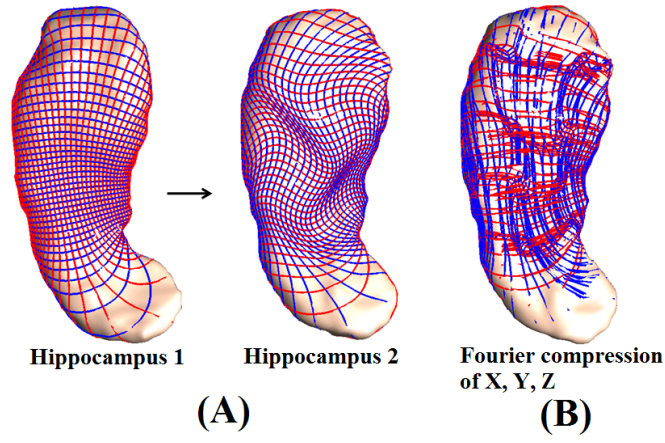 Hippocampus 1
Hippocampus 2
Fourier compression
of X, Y, Z
(A)
(B)